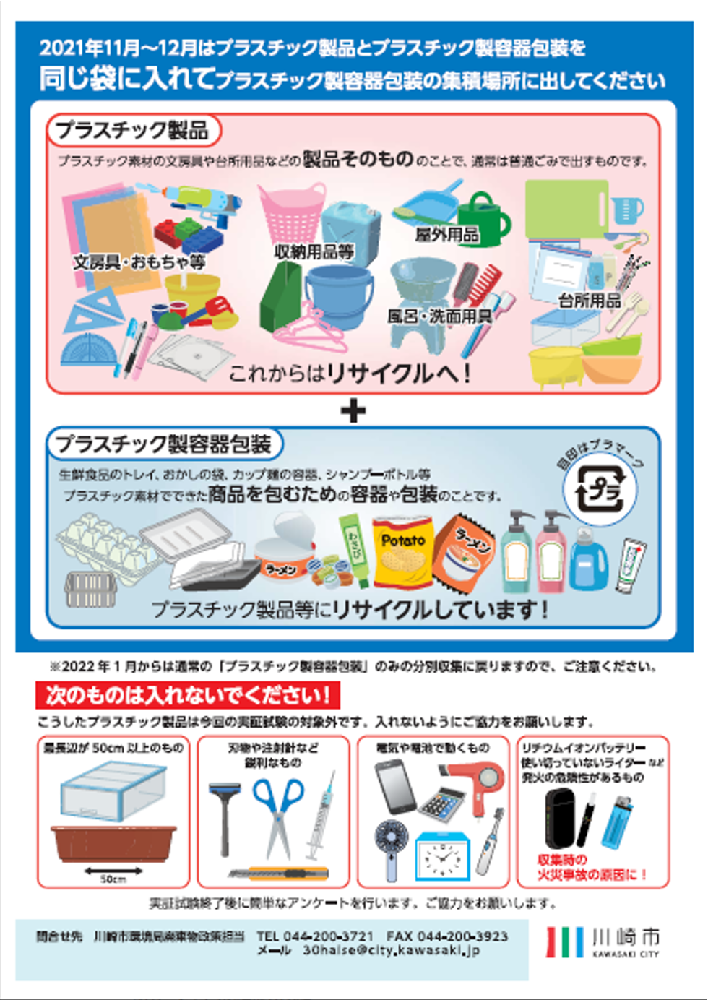 2021年11月～12月はプラスチック製品とプラスチック製容器包装を
同じ袋に入れてプラスチック製容器包装の集積場所に出してください
プラスチック製品
プラスチック素材の文房具や台所用品などの製品そのもののことで、通常は普通ごみで出すものです。
文房具・おもちゃ等
収納用品等
屋外用品
風呂・洗面用具
台所用品
S P
これからはリサイクルへ！
+
プラスチック製容器包装
目印はプラマーク
プラ
生鮮食品のトレイ、おかしの袋、カップ麺の容器、シャンプーボトル等
プラスチック素材でできた商品を包むための容器や包装のことです。
ラーメン
わさび
Potato
ラーメン
プラスチック製品等にリサイクルしています！
※2022年1月からは通常の「プラスチック製容器包装」のみの分別収集に戻りますので、ご注意ください。
次のものは入れないでください！
こうしたプラスチック製品は今回の実証試験の対象外です。入れないようにご協力をお願いします。
最長辺が 50cm 以上のもの
50cm
刃物や注射針など
鋭利なもの
電気や電池で動くもの
リチウムイオンバッテリー
使い切っていないライター など
発火の危険性があるもの
収集時の
火災事故の原因に！
実証試験終了後に簡単なアンケートを行います。ご協力をお願いします。
問合せ先 川崎市環境局廃棄物政策担当 TEL 044-200-3721 FAX 044-200-3923
メール 30haise@city.kawasaki.jp
川崎市
KAWASAKI CITY